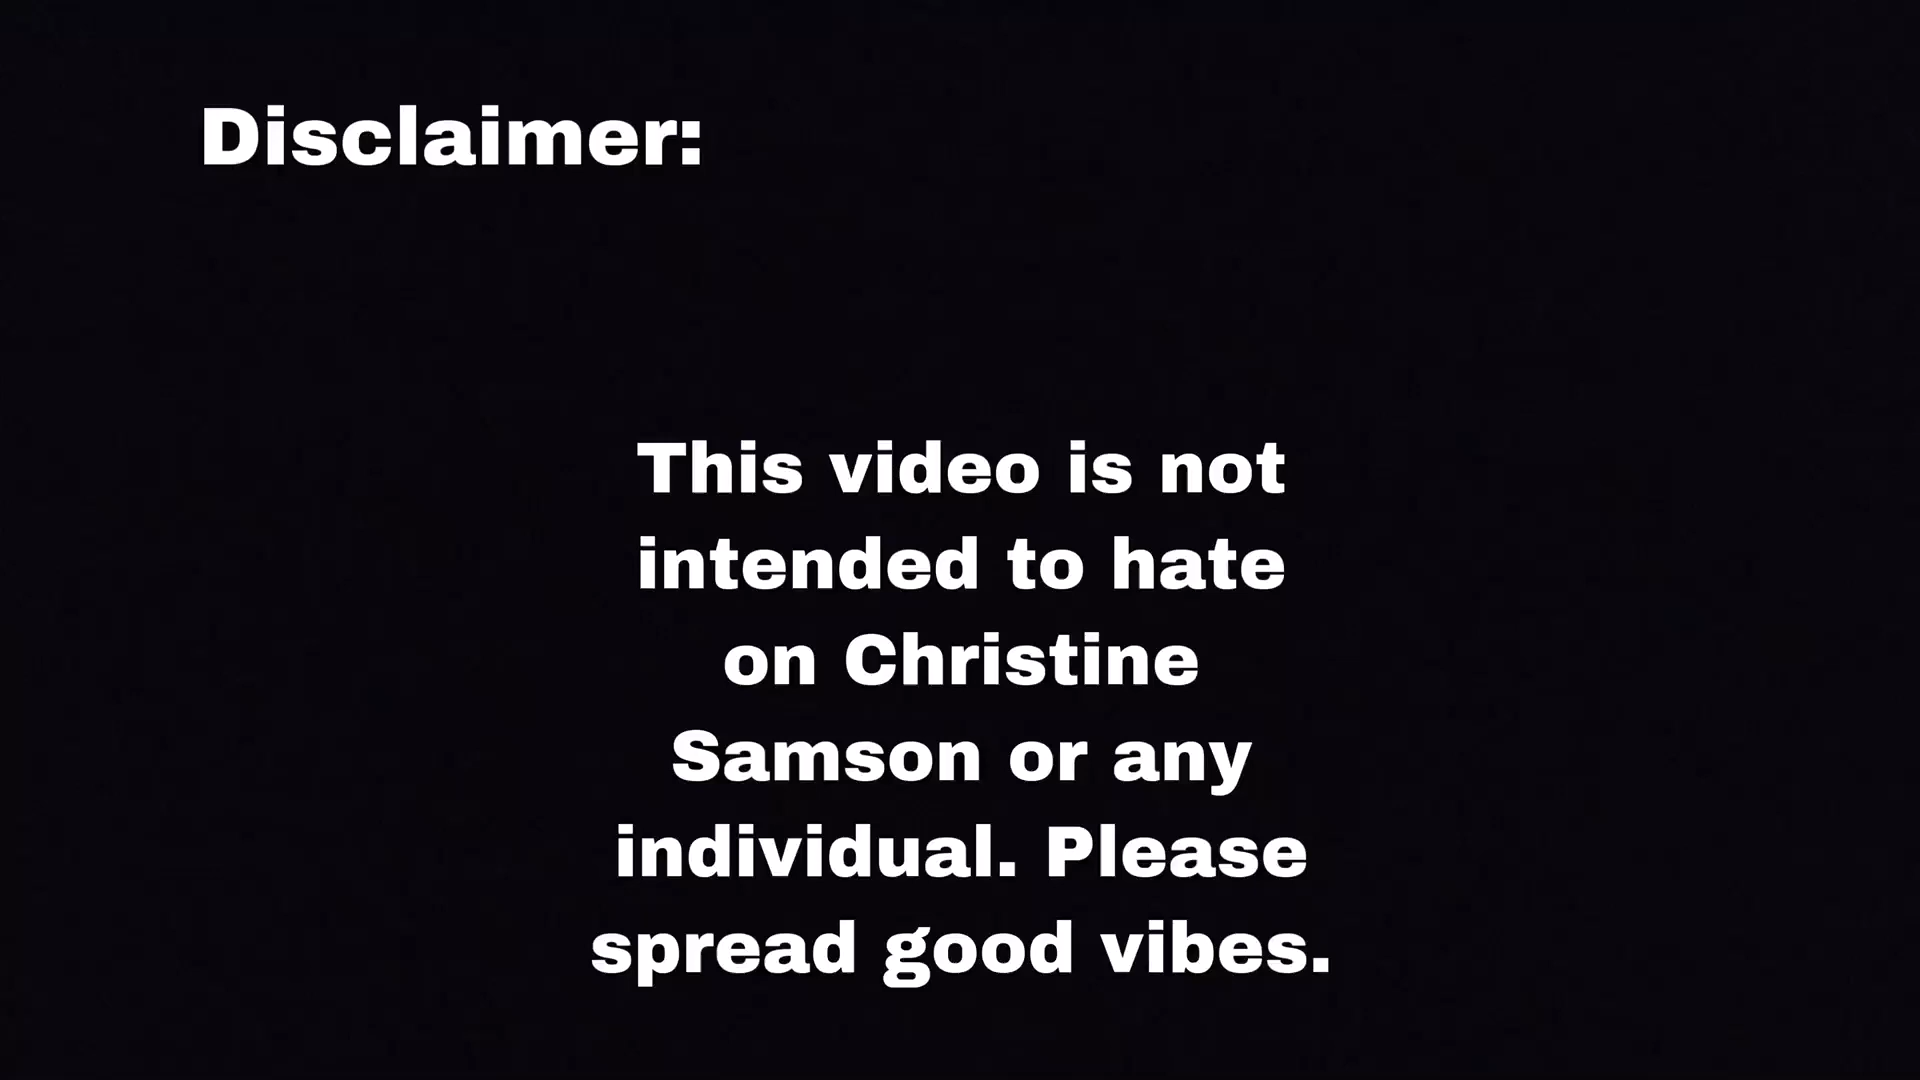 Disclaimer:
This video is not
intended to hate
on Christine
Samson or any
individual. Please
spread good vibes.